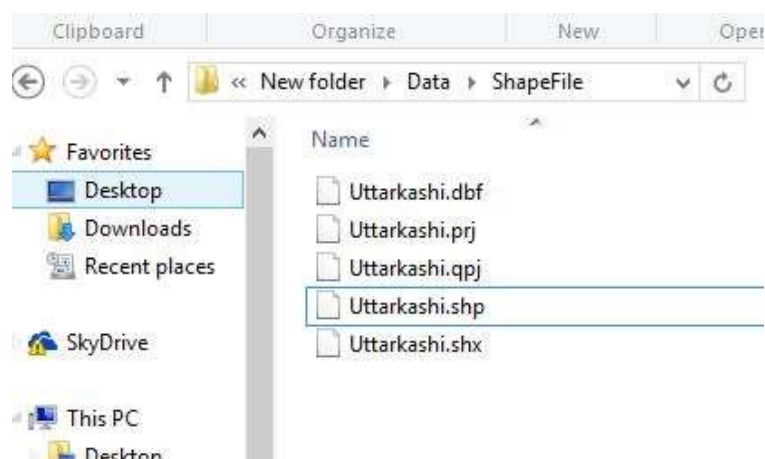 Clipboard Organize New Oper
« New folder Data ShapeFile
Name
Favorites
Desktop
Downloads
Recent places
SkyDrive
This PC
Desktop
Uttarkashi.dbf
Uttarkashi.prj
Uttarkashi.qpj
Uttarkashi.shp
Uttarkashi.shx